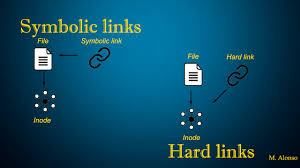 Symbolic links
File Symbolic link
Inode
File Hard link
Inode
Hard links
M. Alonso